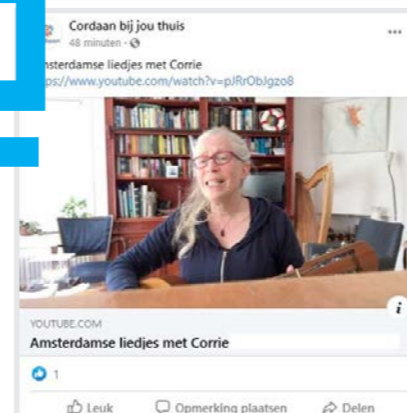 Cordaan bij jou thuis
48 minuten ·
msterdamse liedjes met Corrie
ps://www.youtube.com/watch?v=pJRrObJgzo8
YOUTUBE.COM
Amsterdamse liedjes met Corrie
1
Leuk Opmerking plaatsen Delen